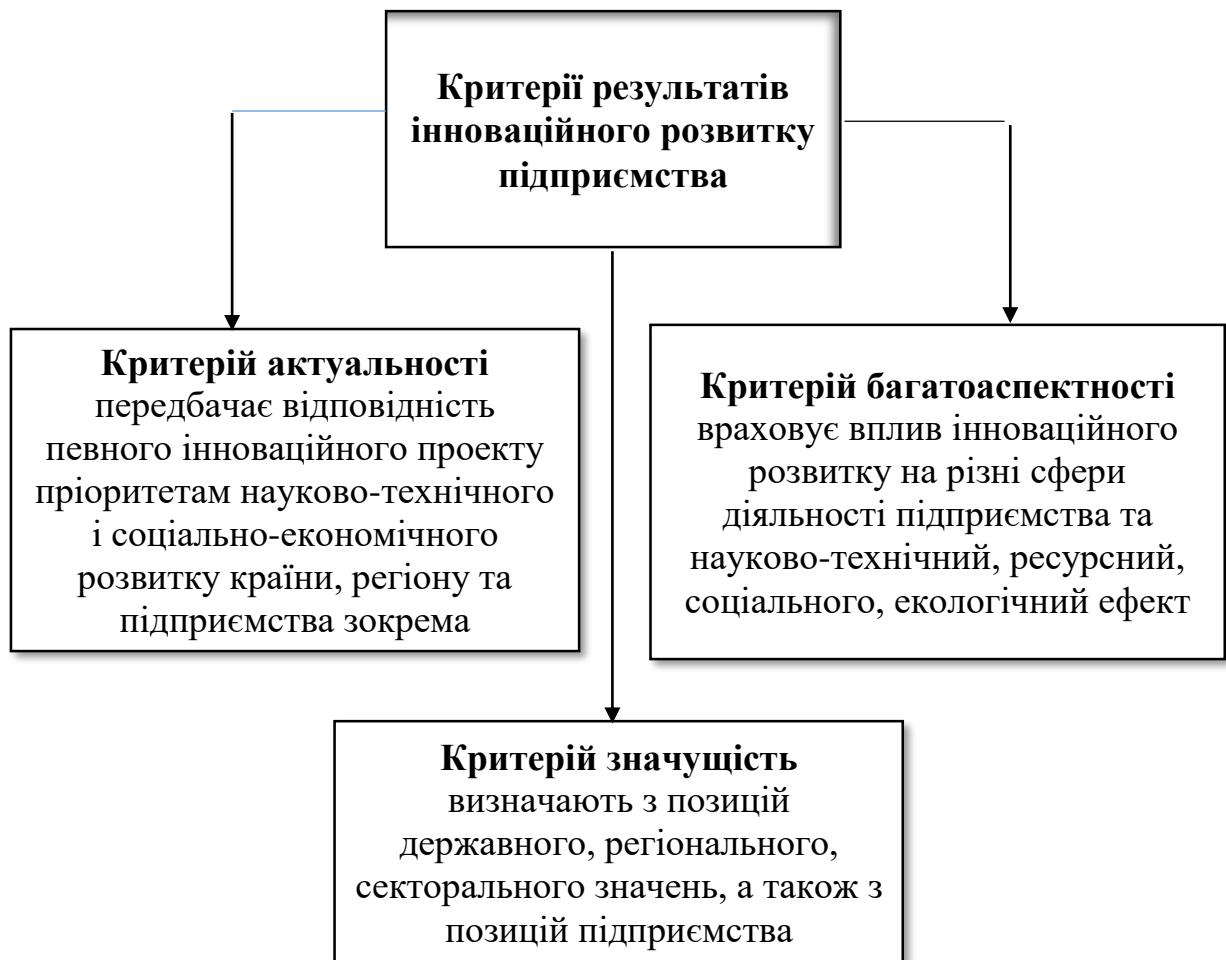 Критерії результатів
інноваційного розвитку
підприємства
Критерій актуальності
передбачає відповідність
певного інноваційного проекту
пріоритетам науково-технічного
і соціально-економічного
розвитку країни, регіону та
підприємства зокрема
Критерій багатоаспектності
враховує вплив інноваційного
розвитку на різні сфери
діяльності підприємства та
науково-технічний, ресурсний,
соціального, екологічний ефект
Критерій значущість
визначають з позицій
державного, регіонального,
секторального значень, а також з
позицій підприємства